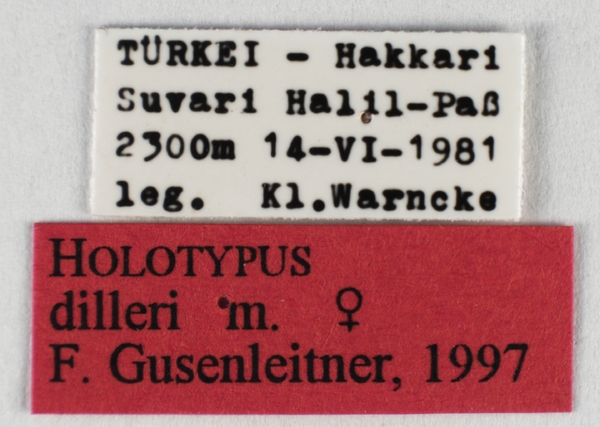 TÜRKEI - Hakkari
Suvari Halil-Paß
2300m 14-VI-1981
leg. Kl.Warncke
HOLOTYPUS
dilleri m. ♀
F. Gusenleitner, 1997